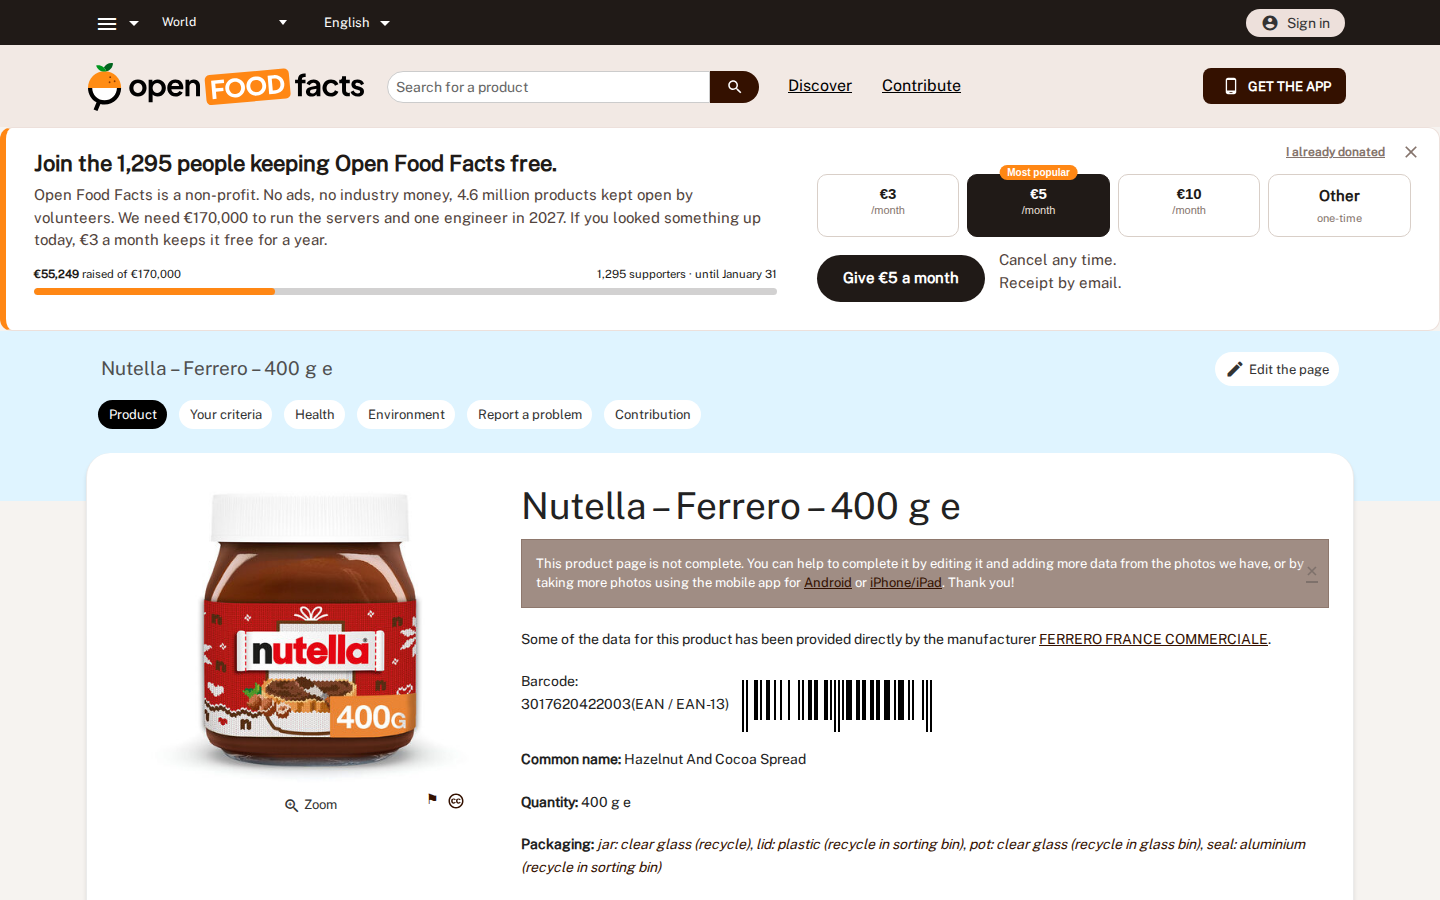 World
English
Sign in
open FOOD facts
Search for a product
Discover
Contribute
GET THE APP
Join the 1,295 people keeping Open Food Facts free.
Open Food Facts is a non-profit. No ads, no industry money, 4.6 million products kept open by
volunteers. We need €170,000 to run the servers and one engineer in 2027. If you looked something up
today, €3 a month keeps it free for a year.
€55,249 raised of €170,000
1,295 supporters · until January 31
I already donated
€3
/month
Most popular
€5
/month
€10
/month
Other
one-time
Give €5 a month
Cancel any time.
Receipt by email.
Nutella – Ferrero – 400 g e
Edit the page
Product
Your criteria
Health
Environment
Report a problem
Contribution
nutella
400G
Zoom
cc
Nutella – Ferrero – 400 g e
This product page is not complete. You can help to complete it by editing it and adding more data from the photos we have, or by
taking more photos using the mobile app for Android or iPhone/iPad. Thank you!
×
Some of the data for this product has been provided directly by the manufacturer FERRERO FRANCE COMMERCIALE.
Barcode:
3017620422003(EAN / EAN-13)
Common name: Hazelnut And Cocoa Spread
Quantity: 400 g e
Packaging: jar: clear glass (recycle), lid: plastic (recycle in sorting bin), pot: clear glass (recycle in glass bin), seal: aluminium
(recycle in sorting bin)